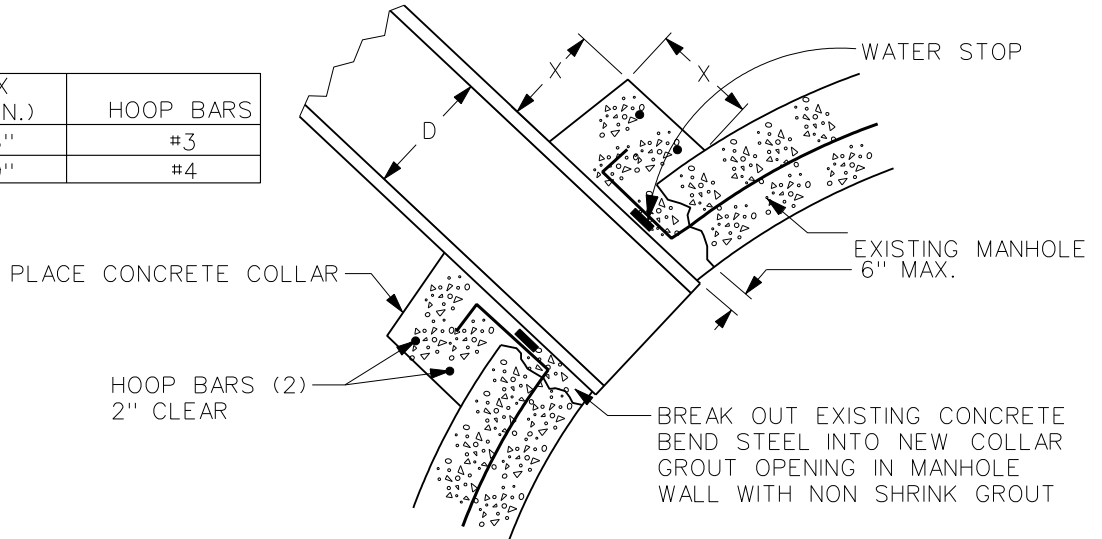 X
HOOP BARS
#3
#4
X
X
WATER STOP
D
EXISTING MANHOLE
6" MAX.
PLACE CONCRETE COLLAR
HOOP BARS (2)
2" CLEAR
BREAK OUT EXISTING CONCRETE
BEND STEEL INTO NEW COLLAR
GROUT OPENING IN MANHOLE
WALL WITH NON SHRINK GROUT